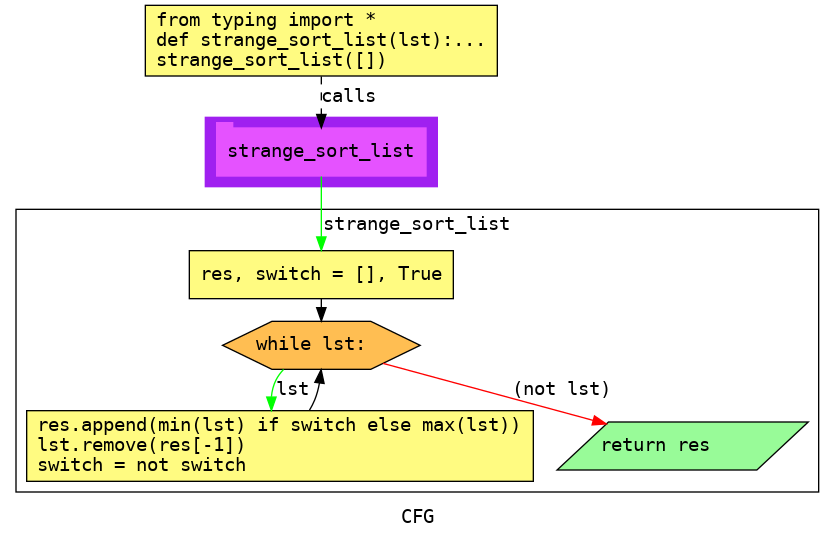 from typing import *
def strange_sort_list(lst):...
strange_sort_list([])
calls
strange_sort_list
strange_sort_list
res, switch = [], True
while lst:
lst
(not lst)
res.append(min(lst) if switch else max(lst))
lst.remove(res[-1])
switch = not switch
return res
CFG